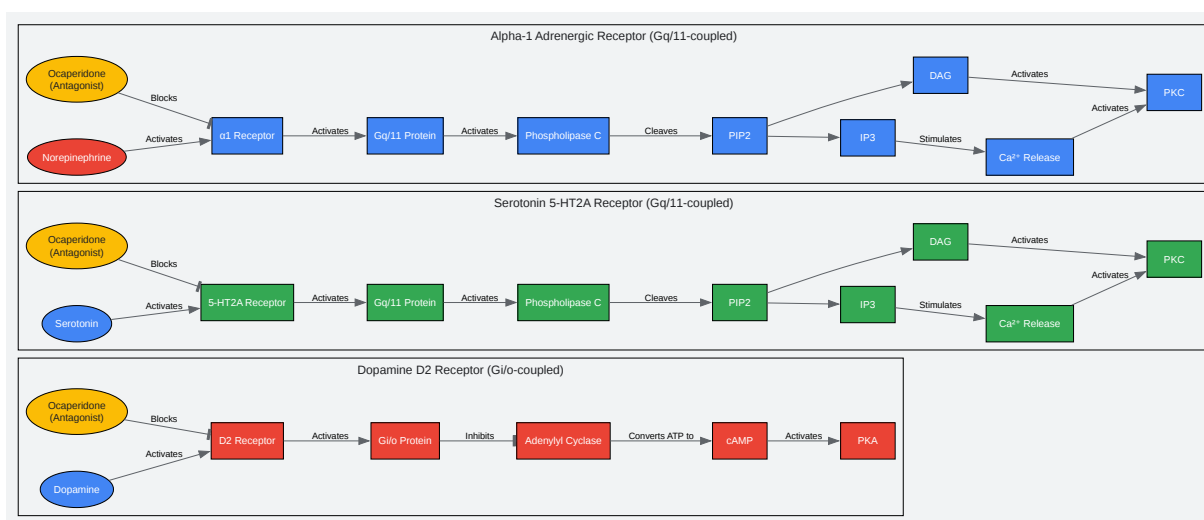 Alpha-1 Adrenergic Receptor (Gq/11-coupled)
Ocaperidone
(Antagonist)
Blocks
Norepinephrine
Activates
α1 Receptor
Activates
Gq/11 Protein
Activates
Phospholipase C
Cleaves
PIP2
DAG
Activates
IP3
Stimulates
Ca²⁺ Release
Activates
PKC
Serotonin 5-HT2A Receptor (Gq/11-coupled)
Ocaperidone
(Antagonist)
Blocks
Serotonin
Activates
5-HT2A Receptor
Activates
Gq/11 Protein
Activates
Phospholipase C
Cleaves
PIP2
DAG
Activates
IP3
Stimulates
Ca²⁺ Release
Activates
PKC
Dopamine D2 Receptor (Gi/o-coupled)
Ocaperidone
(Antagonist)
Blocks
Dopamine
Activates
D2 Receptor
Activates
Gi/o Protein
Inhibits
Adenylyl Cyclase
Converts ATP to
cAMP
Activates
PKA